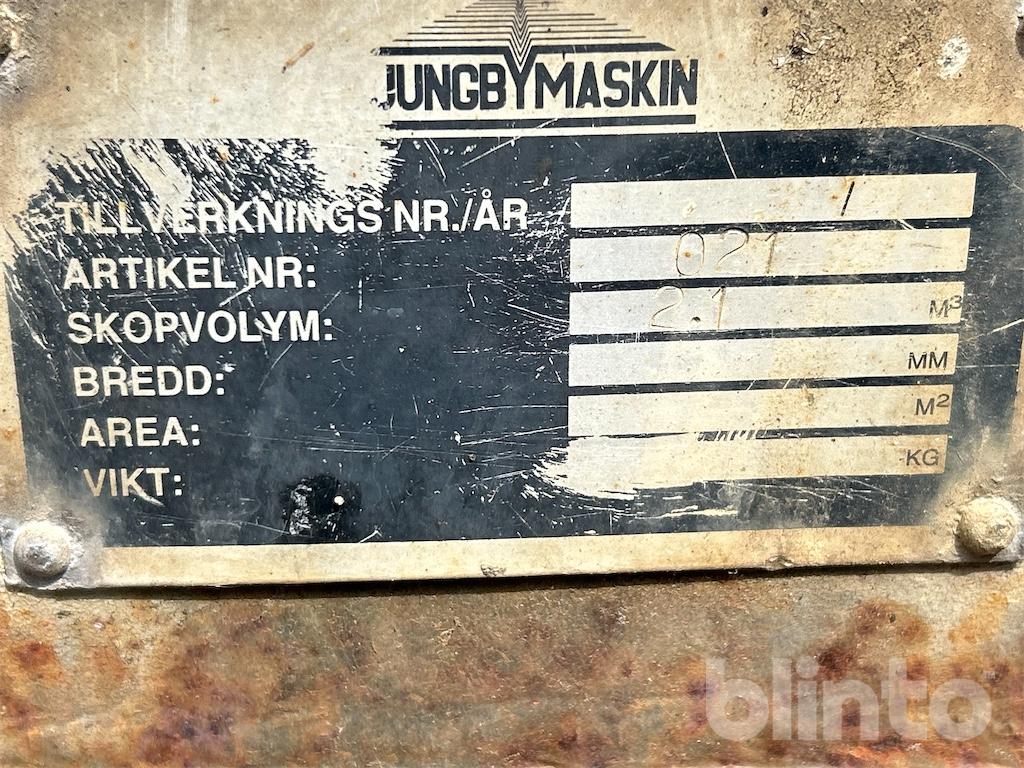 JUNGBYMASKIN
TILLVERKNINGS NR./ÅR /
ARTIKEL NR: 021
SKOPVOLYM: 2.1 M³
BREDD: MM
AREA: M²
VIKT: KG
blinto